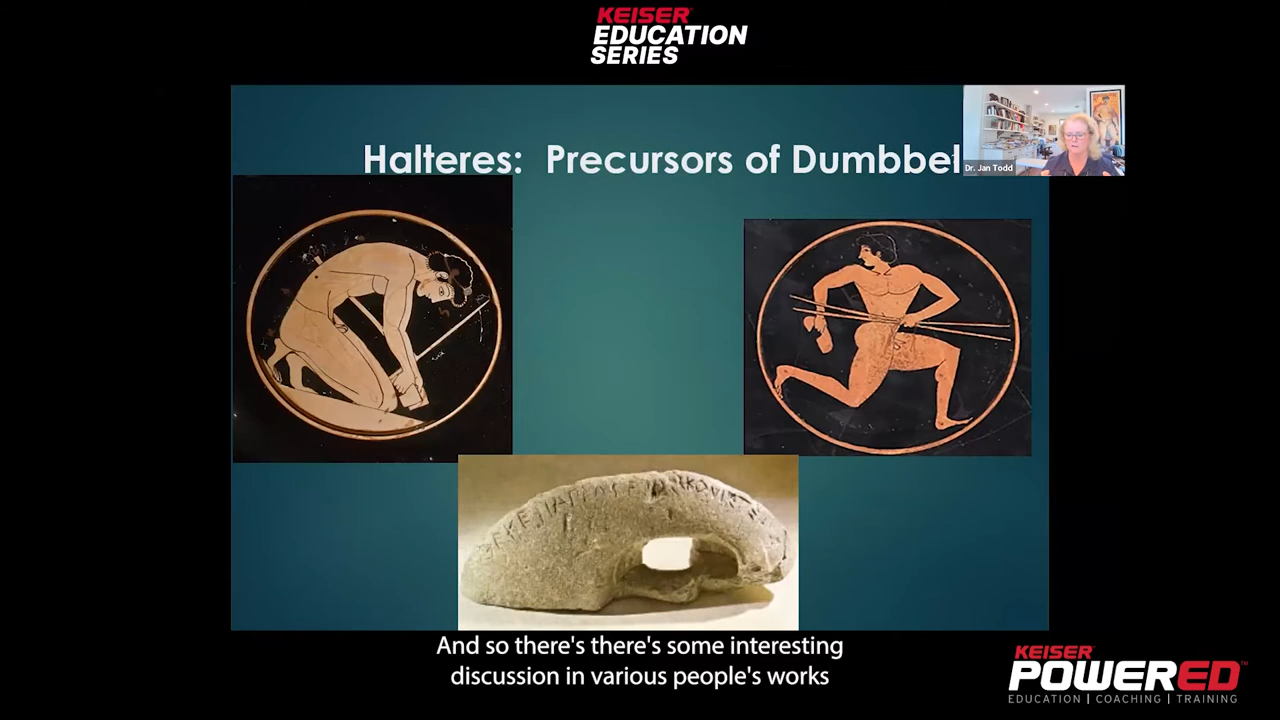 KEISER
EDUCATION
SERIES
Halteres: Precursors of Dumbbel
Dr. Jan Todd
And so there's there's some interesting
discussion in various people's works
KEISER
POWERED™
EDUCATION | COACHING | TRAINING